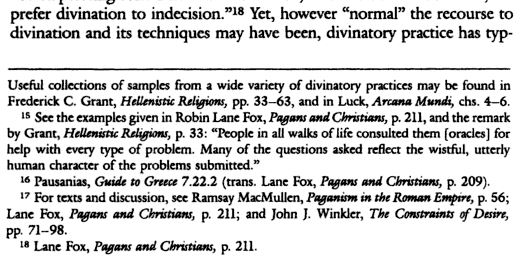 prefer divination to indecision."18 Yet, however "normal" the recourse to
divination and its techniques may have been, divinatory practice has typ-
Useful collections of samples from a wide variety of divinatory practices may be found in
Frederick C. Grant, Hellenistic Religions, pp. 33–63, and in Luck, Arcana Mundi, chs. 4–6.
15 See the examples given in Robin Lane Fox, Pagans and Christians, p. 211, and the remark
by Grant, Hellenistic Religions, p. 33: "People in all walks of life consulted them [oracles] for
help with every type of problem. Many of the questions asked reflect the wistful, utterly
human character of the problems submitted."
16 Pausanias, Guide to Greece 7.22.2 (trans. Lane Fox, Pagans and Christians, p. 209).
17 For texts and discussion, see Ramsay MacMullen, Paganism in the Roman Empire, p. 56;
Lane Fox, Pagans and Christians, p. 211; and John J. Winkler, The Constraints of Desire,
pp. 71–98.
18 Lane Fox, Pagans and Christians, p. 211.